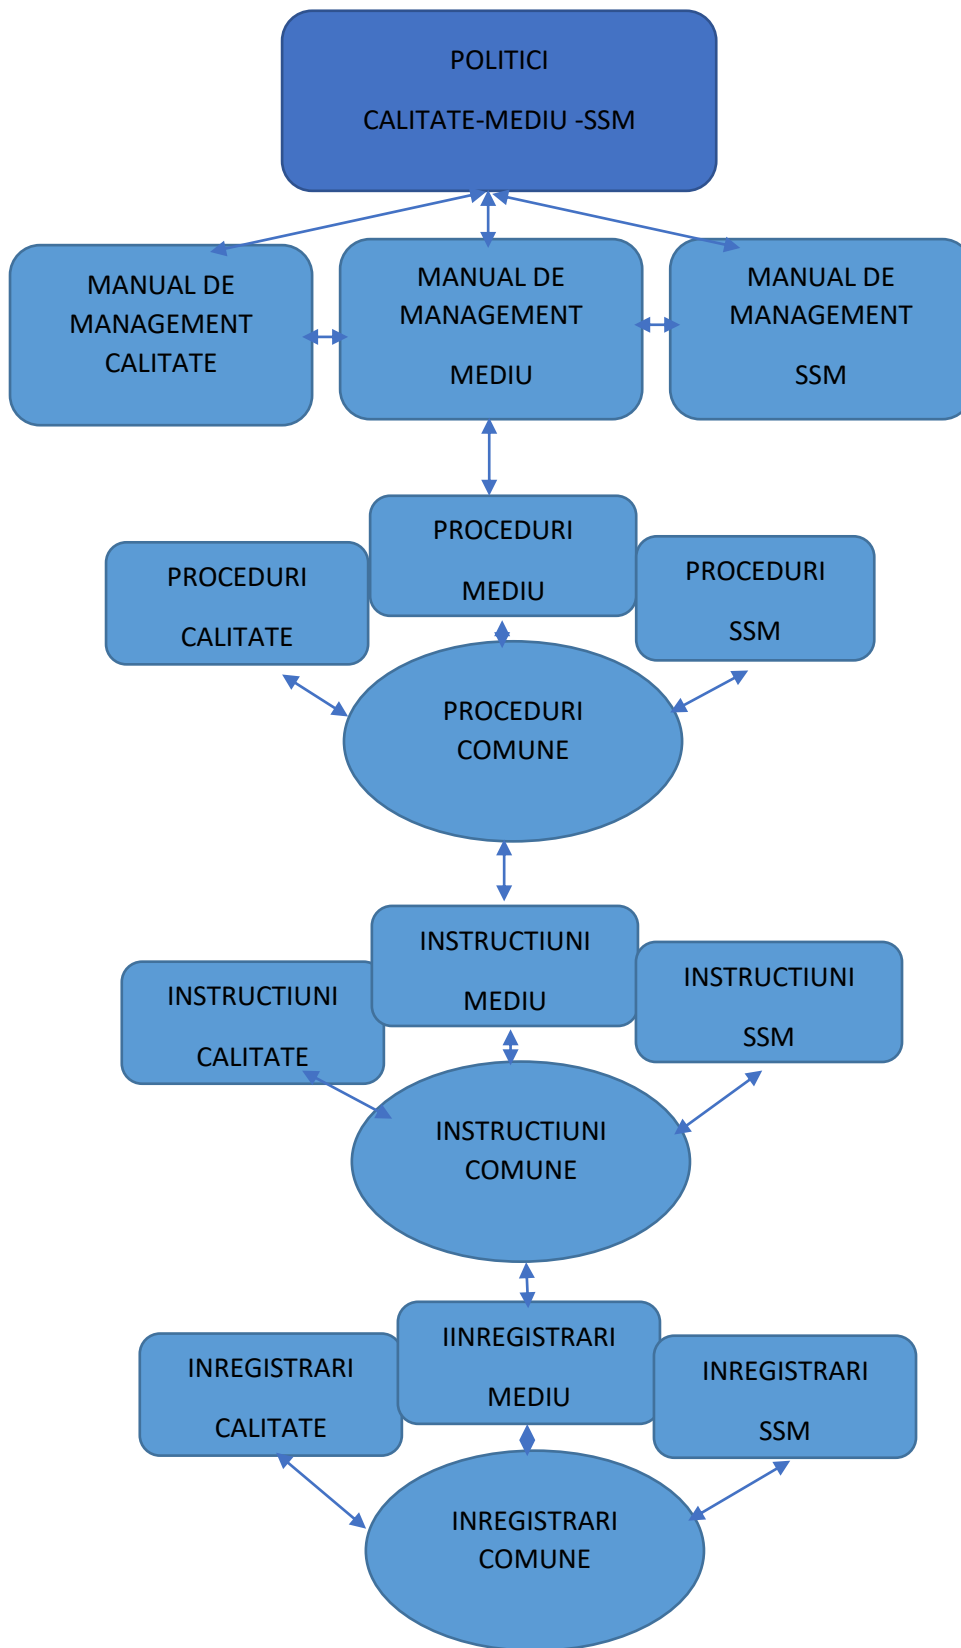 POLITICI
CALITATE-MEDIU -SSM
MANUAL DE
MANAGEMENT
CALITATE
MANUAL DE
MANAGEMENT
MEDIU
MANUAL DE
MANAGEMENT
SSM
PROCEDURI
CALITATE
PROCEDURI
MEDIU
PROCEDURI
SSM
PROCEDURI
COMUNE
INSTRUCTIUNI
CALITATE
INSTRUCTIUNI
MEDIU
INSTRUCTIUNI
SSM
INSTRUCTIUNI
COMUNE
INREGISTRARI
CALITATE
IINREGISTRARI
MEDIU
INREGISTRARI
SSM
INREGISTRARI
COMUNE